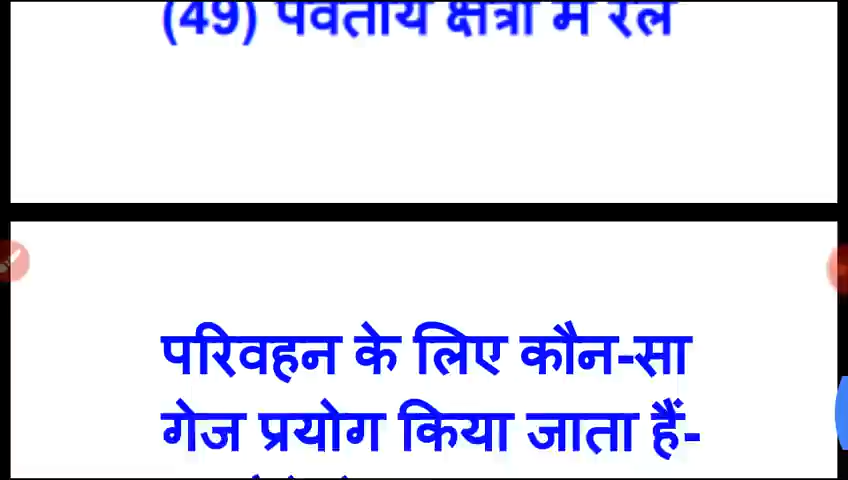 (49) पर्वतीय क्षेत्रों में रेल
परिवहन के लिए कौन-सा
गेज प्रयोग किया जाता हैं-